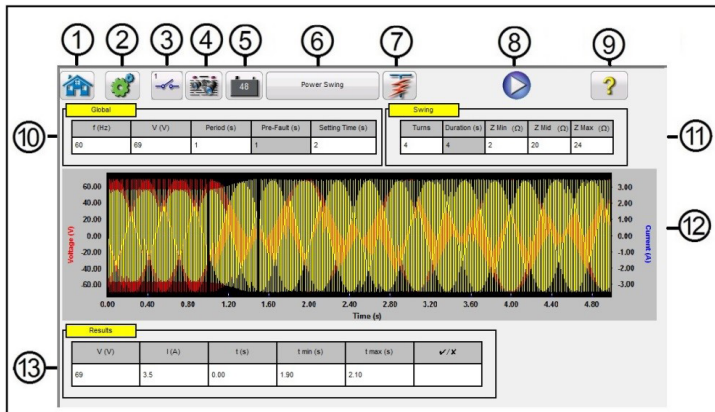 1 2 3 4 5 6 7 8 9
1 48 Power Swing ?
Global
f (Hz) V (V) Period (s) Pre-Fault (s) Setting Time (s)
60 69 1 1 2
10
Swing
Turns Duration (s) Z Min (Ω) Z Mid (Ω) Z Max (Ω)
4 4 2 20 24
11
Voltage (V)
60.00
40.00
20.00
0.00
-20.00
-40.00
-60.00
3.00
2.00
1.00
0.00
-1.00
-2.00
-3.00
Current (A)
12
0.00 0.40 0.80 1.20 1.60 2.00 2.40 2.80 3.20 3.60 4.00 4.40 4.80
Time (s)
Results
V (V) I (A) t (s) t min (s) t max (s) ✔/✘
69 3.5 0.00 1.90 2.10
13